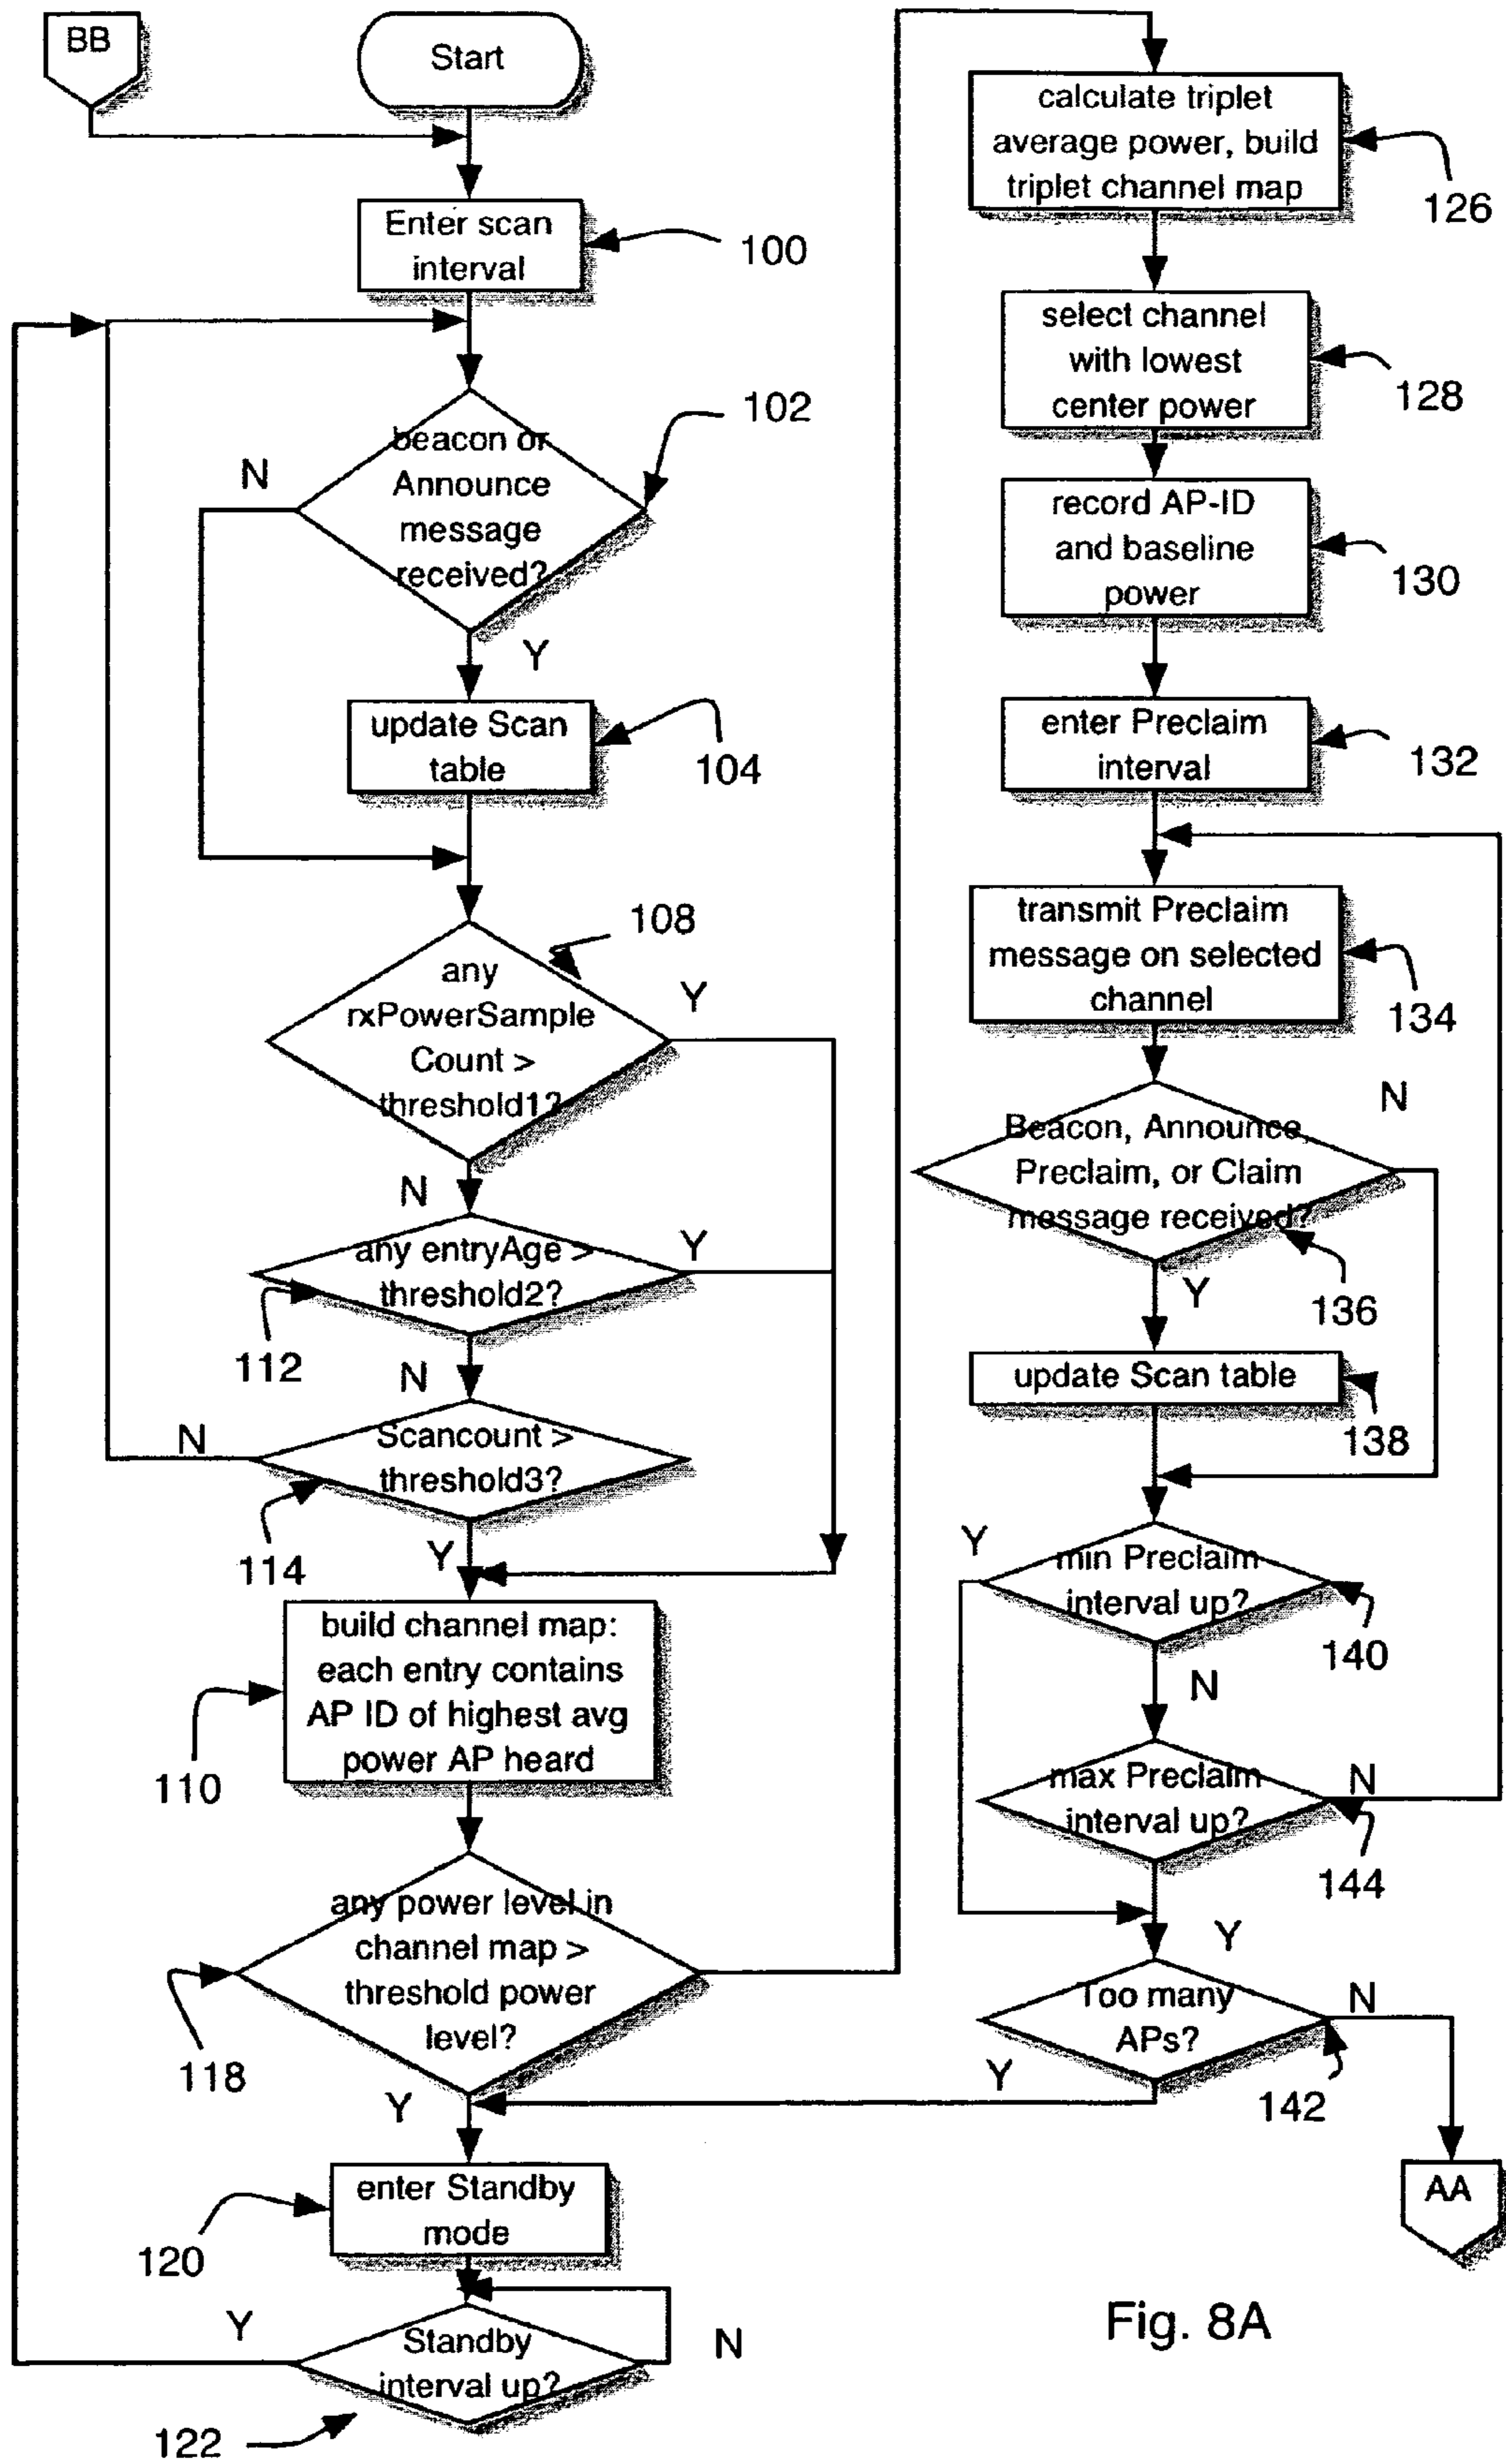 BB
Start
Enter scan
interval
100
beacon or
Announce
message
received?
102
N
Y
update Scan
table
104
any
rxPowerSample
Count >
threshold1?
108
Y
N
any entryAge >
threshold2?
Y
112
N
Scancount >
threshold3?
N
114
Y
build channel map:
each entry contains
AP ID of highest avg
power AP heard
110
any power level in
channel map >
threshold power
level?
118
Y
enter Standby
mode
120
Standby
interval up?
Y
N
122
calculate triplet
average power, build
triplet channel map
126
select channel
with lowest
center power
128
record AP-ID
and baseline
power
130
enter Preclaim
interval
132
transmit Preclaim
message on selected
channel
134
Beacon, Announce,
Preclaim, or Claim
message received?
N
136
Y
update Scan table
138
min Preclaim
interval up?
Y
140
N
max Preclaim
interval up?
N
144
Y
Too many
APs?
N
Y
142
AA
Fig. 8A